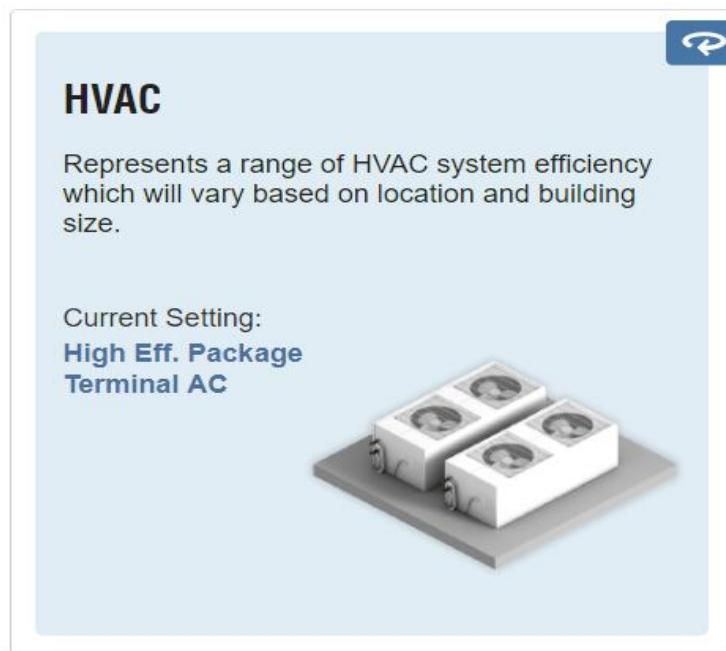 HVAC
Represents a range of HVAC system efficiency
which will vary based on location and building
size.
Current Setting:
High Eff. Package
Terminal AC